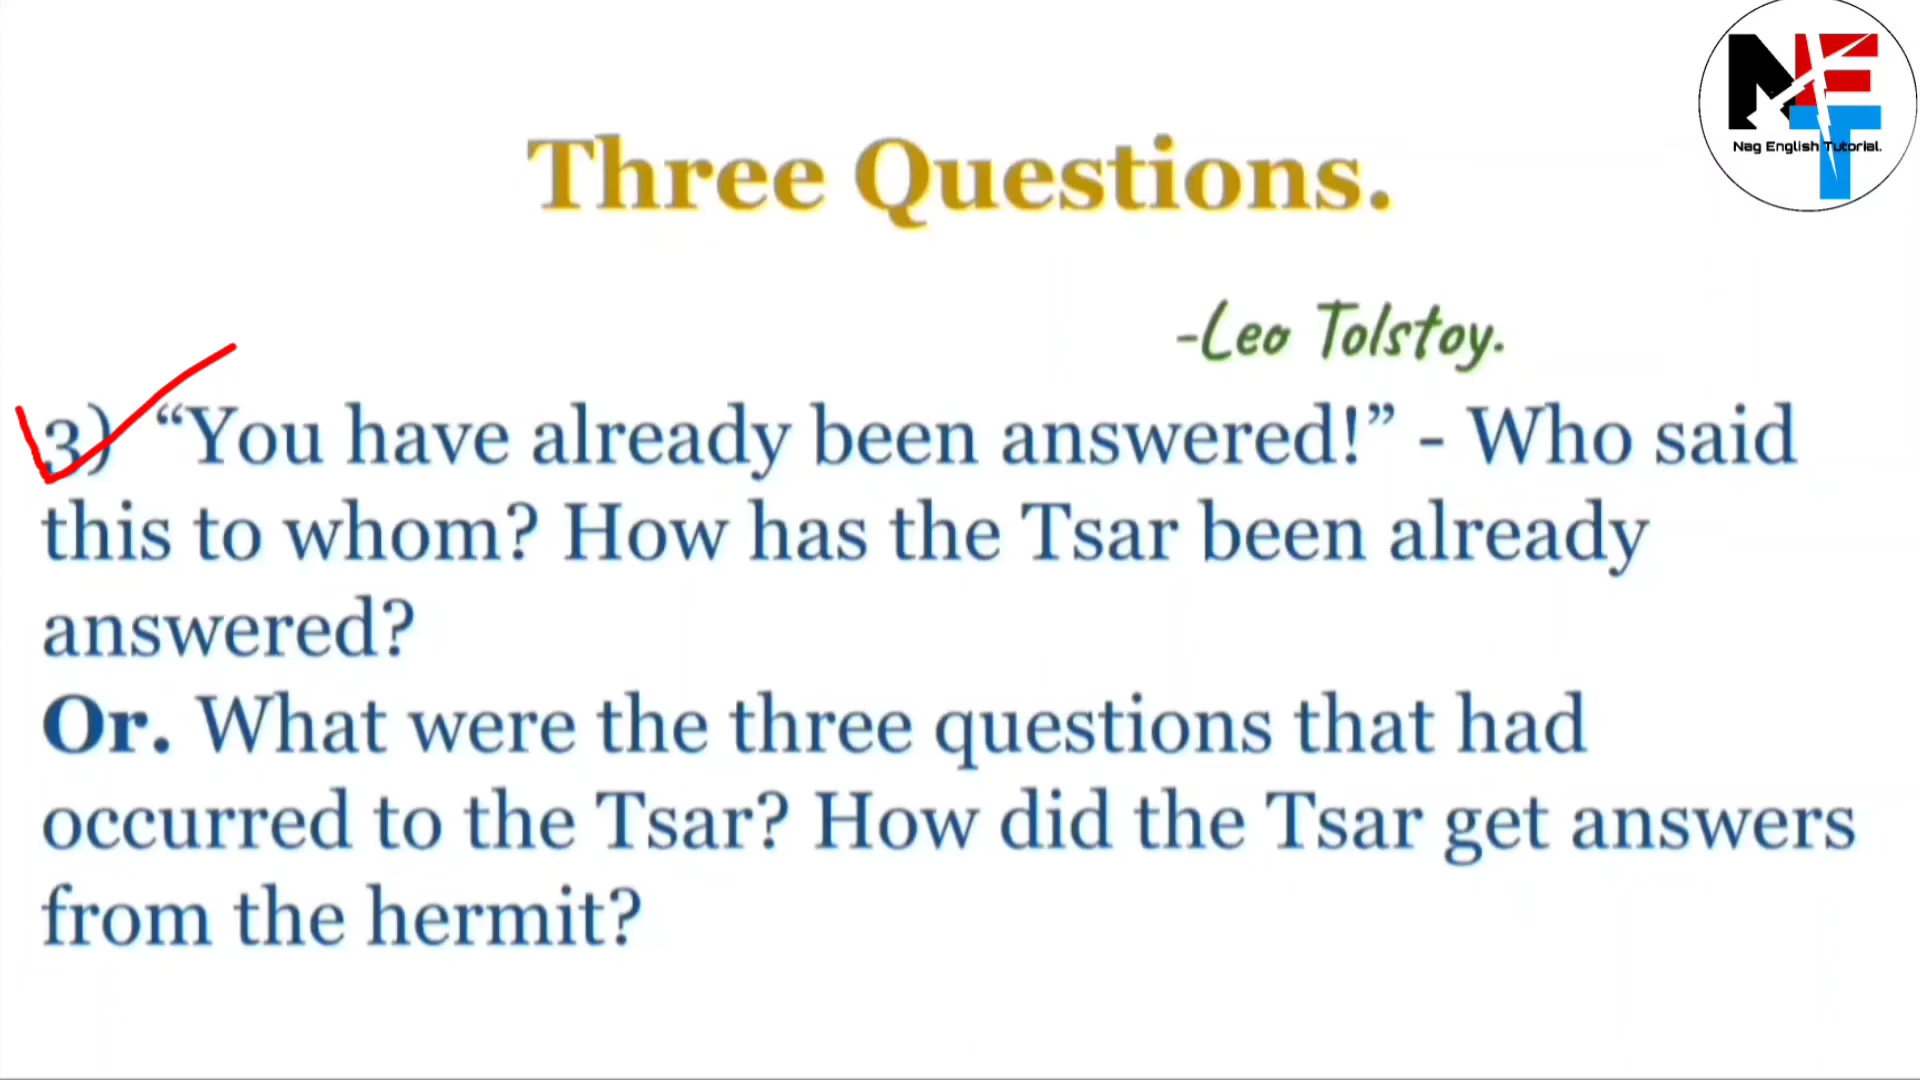 NET
Nag English Tutorial.
Three Questions.
-Leo Tolstoy.
3) “You have already been answered!” - Who said
this to whom? How has the Tsar been already
answered?
Or. What were the three questions that had
occurred to the Tsar? How did the Tsar get answers
from the hermit?